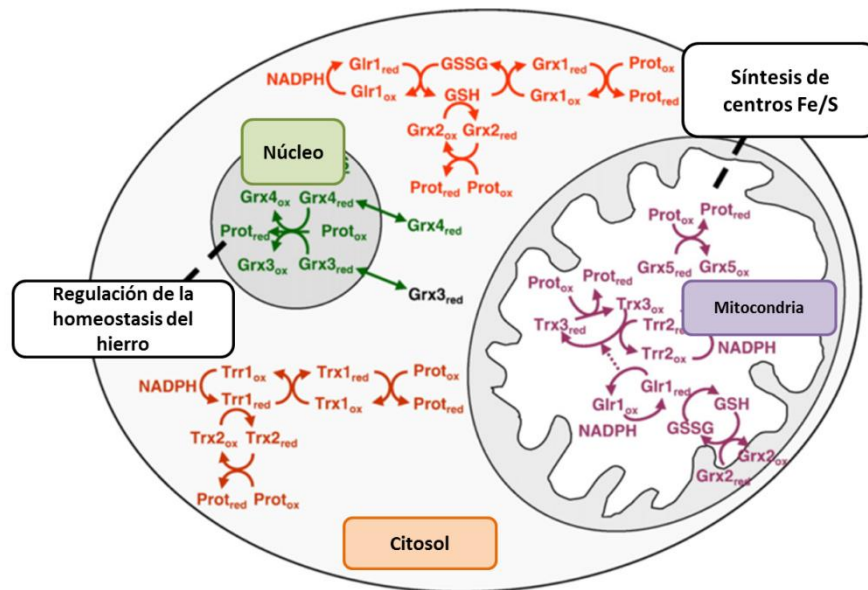 Glr1red GSSG Grx1red Protox
NADPH
Glr1ox GSH Grx1ox Protred
Grx2ox Grx2red
Protred Protox
Síntesis de
centros Fe/S
Núcleo
Grx4ox Grx4red
Grx4red
Protred Protox
Grx3ox Grx3red
Grx3red
Regulación de la
homeostasis del
hierro
Protox Protred
Grx5red Grx5ox
Protox Protred
Trx3ox
Trx3red Trr2re
Trr2ox NADPH
Mitocondria
Glr1red
Glr1ox GSH
NADPH GSSG
Grx2ox
Grx2red
Trr1ox Trx1red Protox
NADPH
Trr1red Trx1ox Protred
Trx2ox Trx2red
Protred Protox
Citosol